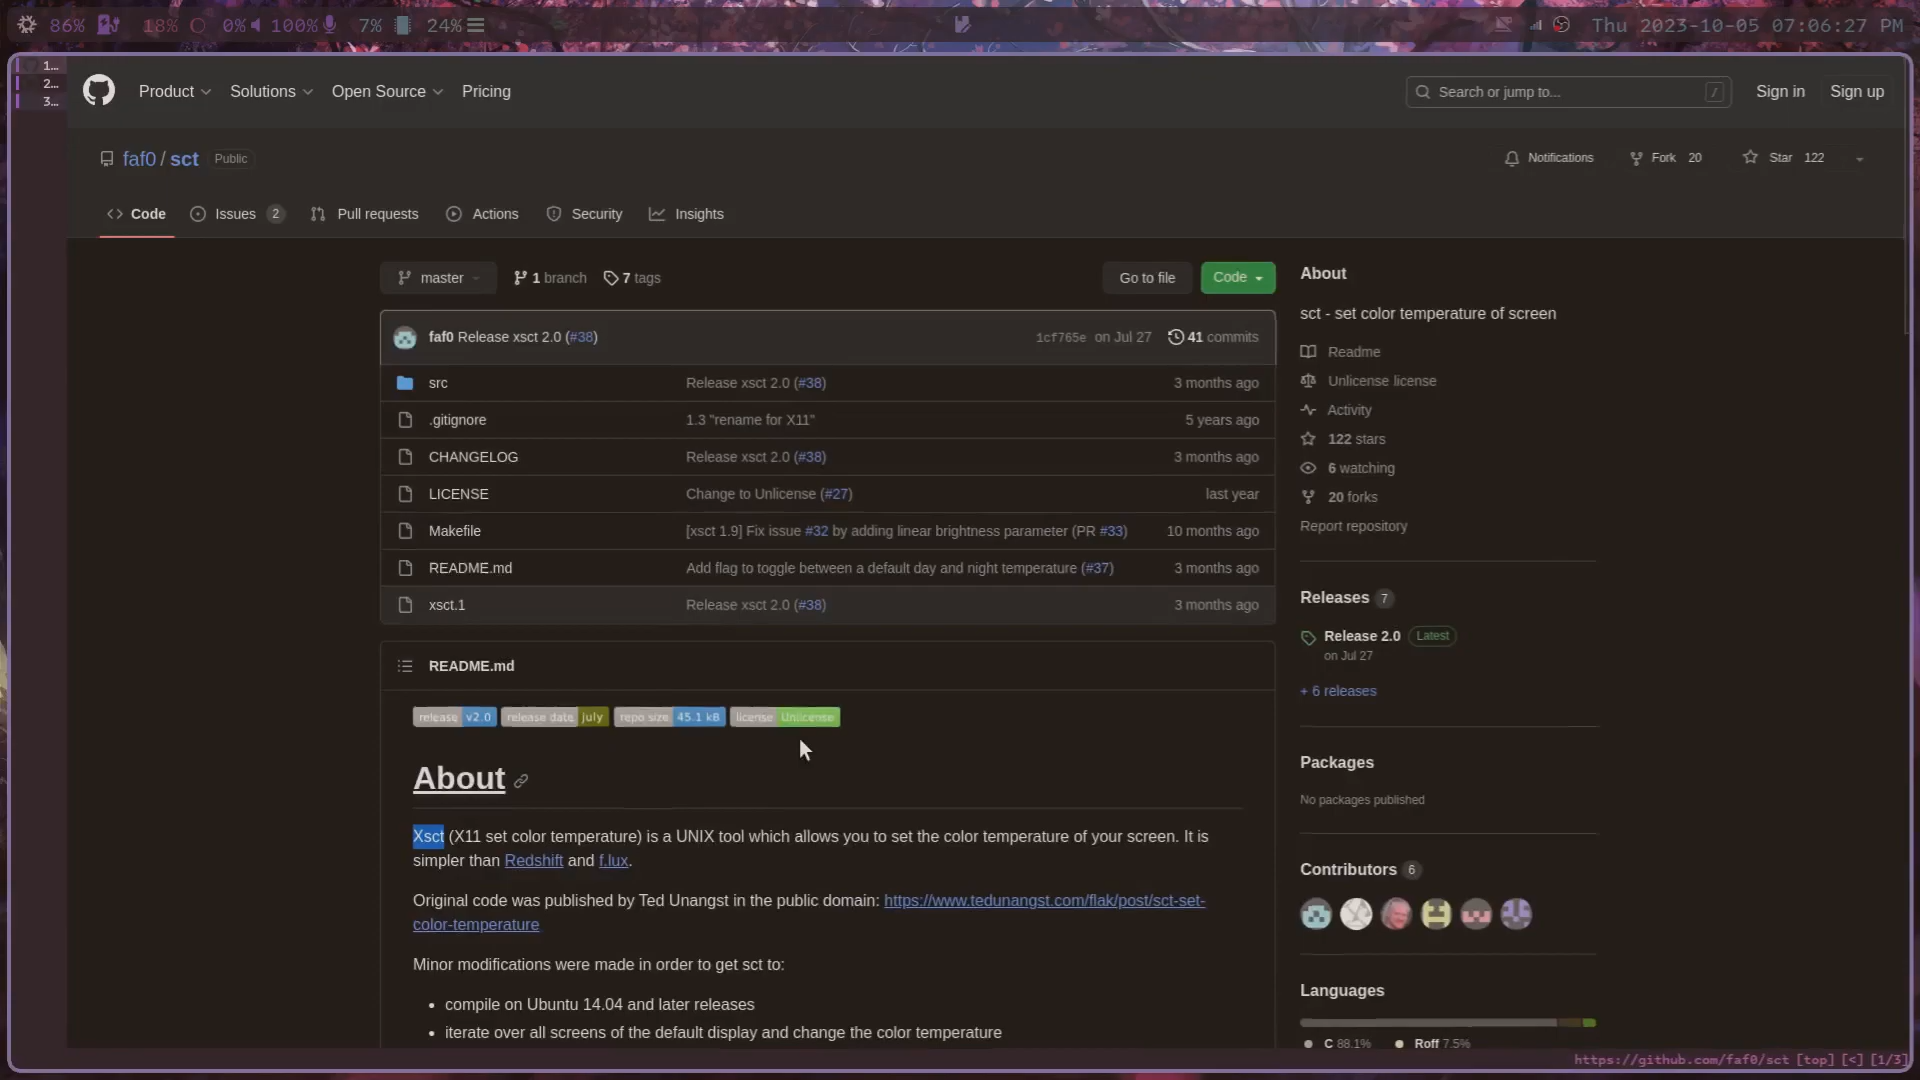 86% 18% 0% 100% 7% 24% Thu 2023-10-05 07:06:27 PM
1...
2...
3...
Product Solutions Open Source Pricing Search or jump to... / Sign in Sign up
faf0 / sct Public Notifications Fork 20 Star 122
Code Issues 2 Pull requests Actions Security Insights
master 1 branch 7 tags Go to file Code
faf0 Release xsct 2.0 (#38) 1cf765e on Jul 27 41 commits
src Release xsct 2.0 (#38) 3 months ago
.gitignore 1.3 "rename for X11" 5 years ago
CHANGELOG Release xsct 2.0 (#38) 3 months ago
LICENSE Change to Unlicense (#27) last year
Makefile [xsct 1.9] Fix issue #32 by adding linear brightness parameter (PR #33) 10 months ago
README.md Add flag to toggle between a default day and night temperature (#37) 3 months ago
xsct.1 Release xsct 2.0 (#38) 3 months ago
README.md
release v2.0 release date july repo size 45.1 kB license Unlicense
About
Xsct (X11 set color temperature) is a UNIX tool which allows you to set the color temperature of your screen. It is
simpler than Redshift and f.lux.
Original code was published by Ted Unangst in the public domain: https://www.tedunangst.com/flak/post/sct-set-
color-temperature
Minor modifications were made in order to get sct to:
• compile on Ubuntu 14.04 and later releases
• iterate over all screens of the default display and change the color temperature
About
sct - set color temperature of screen
Readme
Unlicense license
Activity
122 stars
6 watching
20 forks
Report repository
Releases 7
Release 2.0 Latest
on Jul 27
+ 6 releases
Packages
No packages published
Contributors 6
Languages
C 88.1% Roff 7.5%
https://github.com/faf0/sct [top] [<] [1/3]